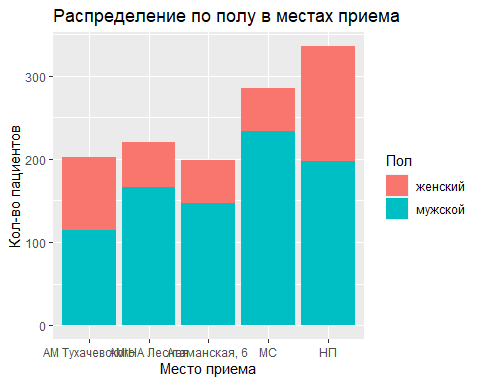 Распределение по полу в местах приема
Кол-во пациентов
300
200
100
0
АМ Тухачевского
Атаманская, 6
МС
НП
Место приема
Пол
женский
мужской